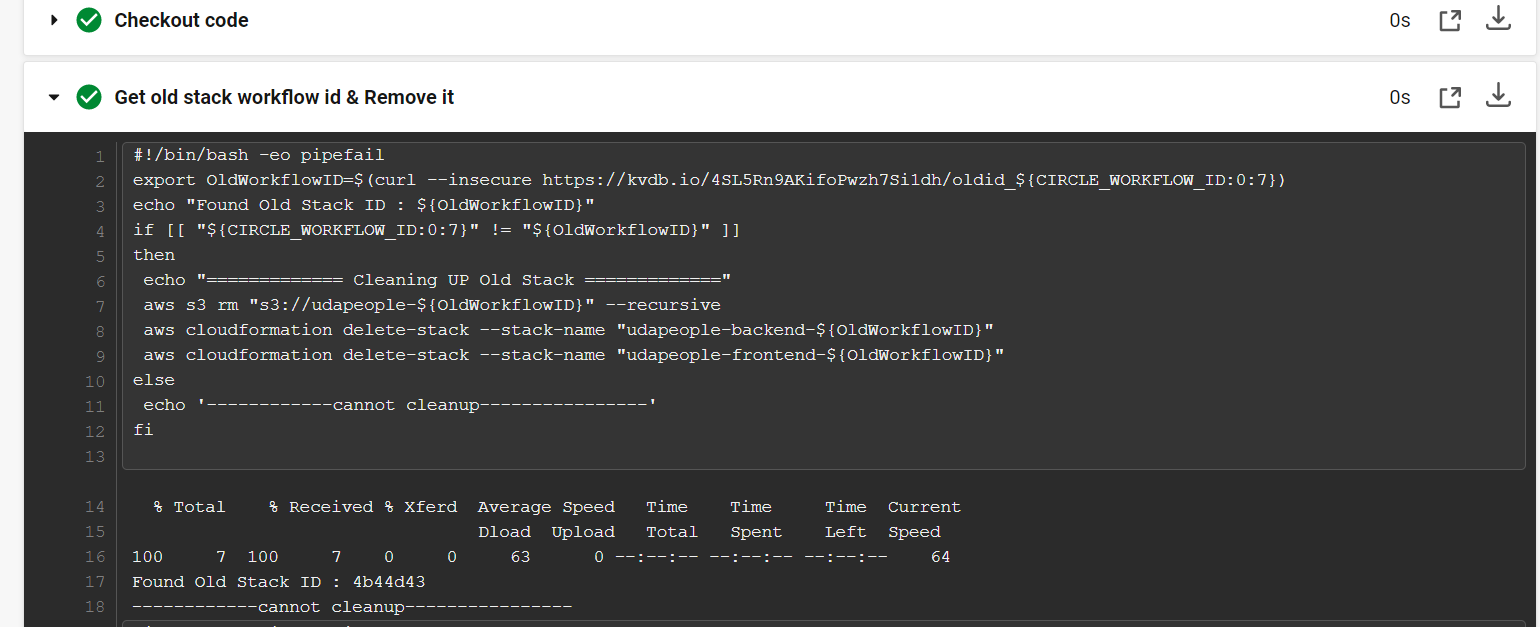 Checkout code 0s
Get old stack workflow id & Remove it 0s
1 #!/bin/bash -eo pipefail
2 export OldWorkflowID=$(curl --insecure https://kvdb.io/4SL5Rn9AKifoPwzh7Si1dh/oldid_${CIRCLE_WORKFLOW_ID:0:7})
3 echo "Found Old Stack ID : ${OldWorkflowID}"
4 if [[ "${CIRCLE_WORKFLOW_ID:0:7}" != "${OldWorkflowID}" ]]
5 then
6 echo "============= Cleaning UP Old Stack ============="
7 aws s3 rm "s3://udapeople-${OldWorkflowID}" --recursive
8 aws cloudformation delete-stack --stack-name "udapeople-backend-${OldWorkflowID}"
9 aws cloudformation delete-stack --stack-name "udapeople-frontend-${OldWorkflowID}"
10 else
11 echo '------------cannot cleanup----------------'
12 fi
13
14 % Total % Received % Xferd Average Speed Time Time Time Current
15 Dload Upload Total Spent Left Speed
16 100 7 100 7 0 0 63 0 --:--:-- --:--:-- --:--:-- 64
17 Found Old Stack ID : 4b44d43
18 ------------cannot cleanup----------------